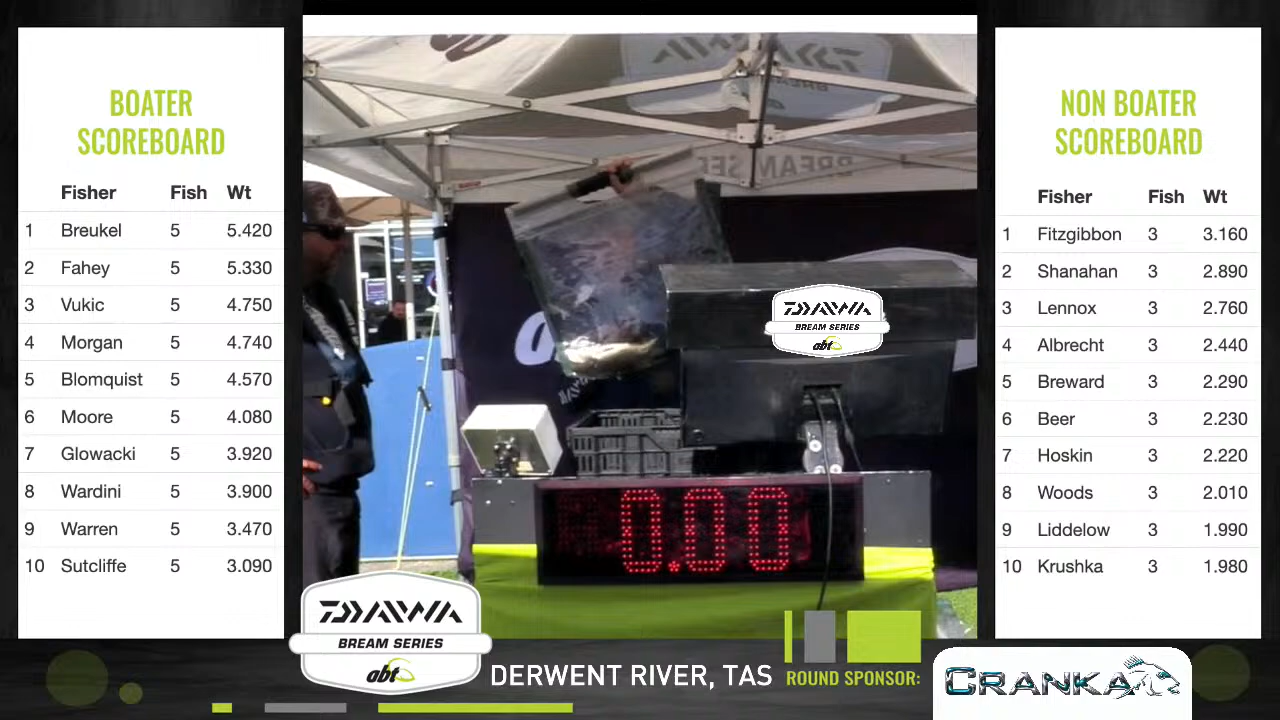 BOATER
SCOREBOARD
Fisher Fish Wt
1 Breukel 5 5.420
2 Fahey 5 5.330
3 Vukic 5 4.750
4 Morgan 5 4.740
5 Blomquist 5 4.570
6 Moore 5 4.080
7 Glowacki 5 3.920
8 Wardini 5 3.900
9 Warren 5 3.470
10 Sutcliffe 5 3.090
DAIWA
BREAM SERIES
abt
0.00
NON BOATER
SCOREBOARD
Fisher Fish Wt
1 Fitzgibbon 3 3.160
2 Shanahan 3 2.890
3 Lennox 3 2.760
4 Albrecht 3 2.440
5 Breward 3 2.290
6 Beer 3 2.230
7 Hoskin 3 2.220
8 Woods 3 2.010
9 Liddelow 3 1.990
10 Krushka 3 1.980
DAIWA
BREAM SERIES
abt
DERWENT RIVER, TAS
ROUND SPONSOR:
CRANKA